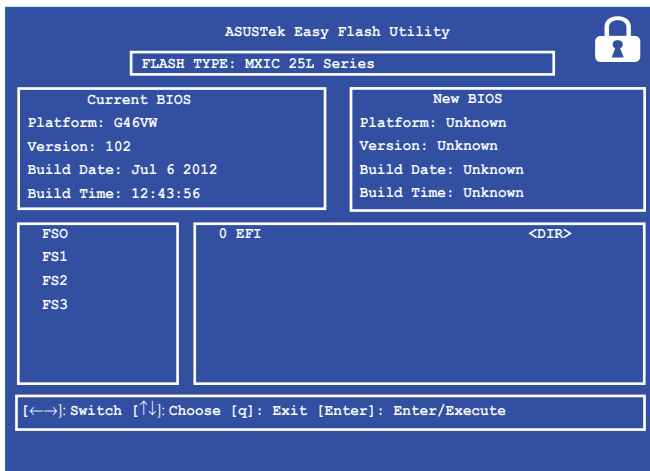 ASUSTek Easy Flash Utility
FLASH TYPE: MXIC 25L Series
Current BIOS
Platform: G46VW
Version: 102
Build Date: Jul 6 2012
Build Time: 12:43:56
New BIOS
Platform: Unknown
Version: Unknown
Build Date: Unknown
Build Time: Unknown
FSO
FS1
FS2
FS3
0 EFI <DIR>
[←→]: Switch [↑↓]: Choose [q]: Exit [Enter]: Enter/Execute